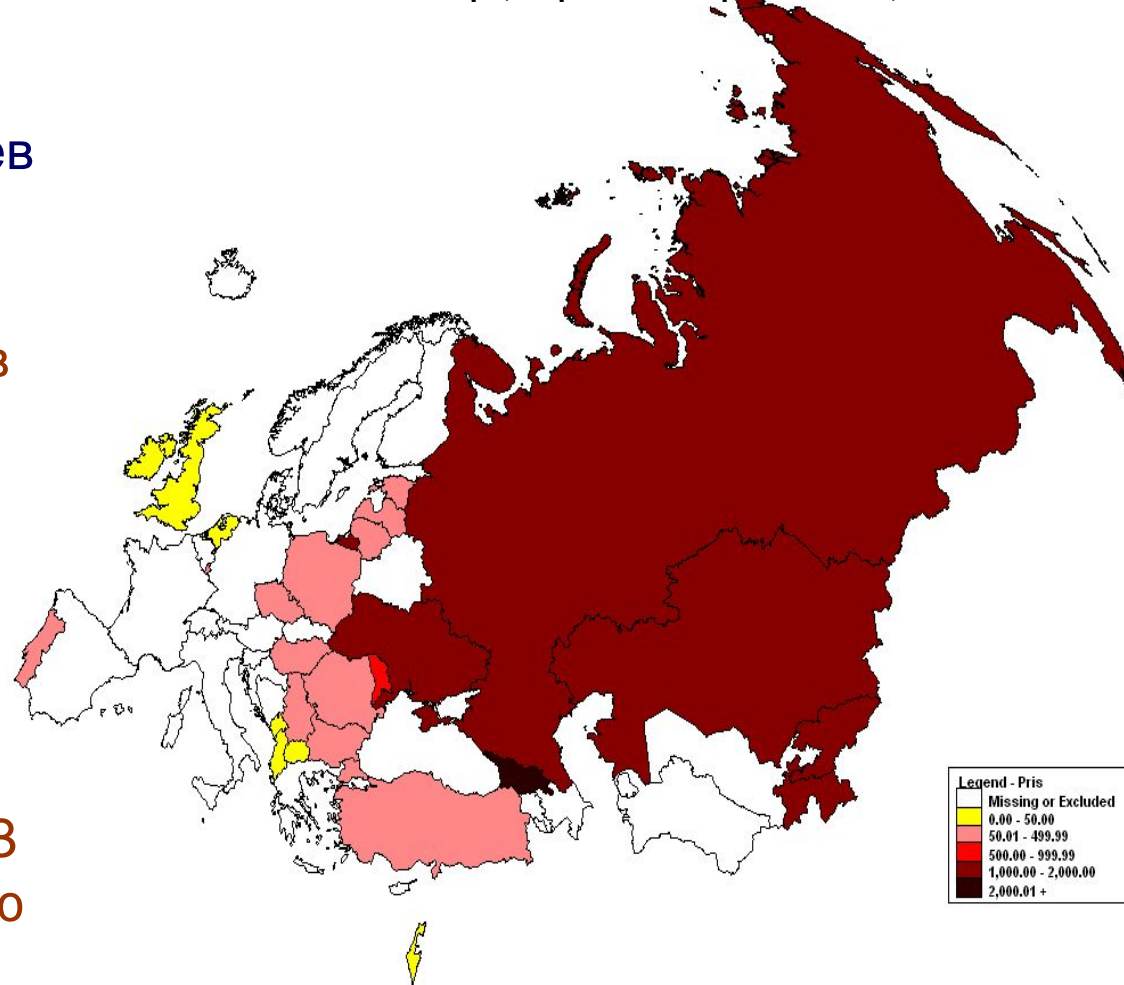 ев
в
В
о
Legend - Pris
Missing or Excluded
0.00 - 50.00
50.01 - 499.99
500.00 - 999.99
1,000.00 - 2,000.00
2,000.01 +